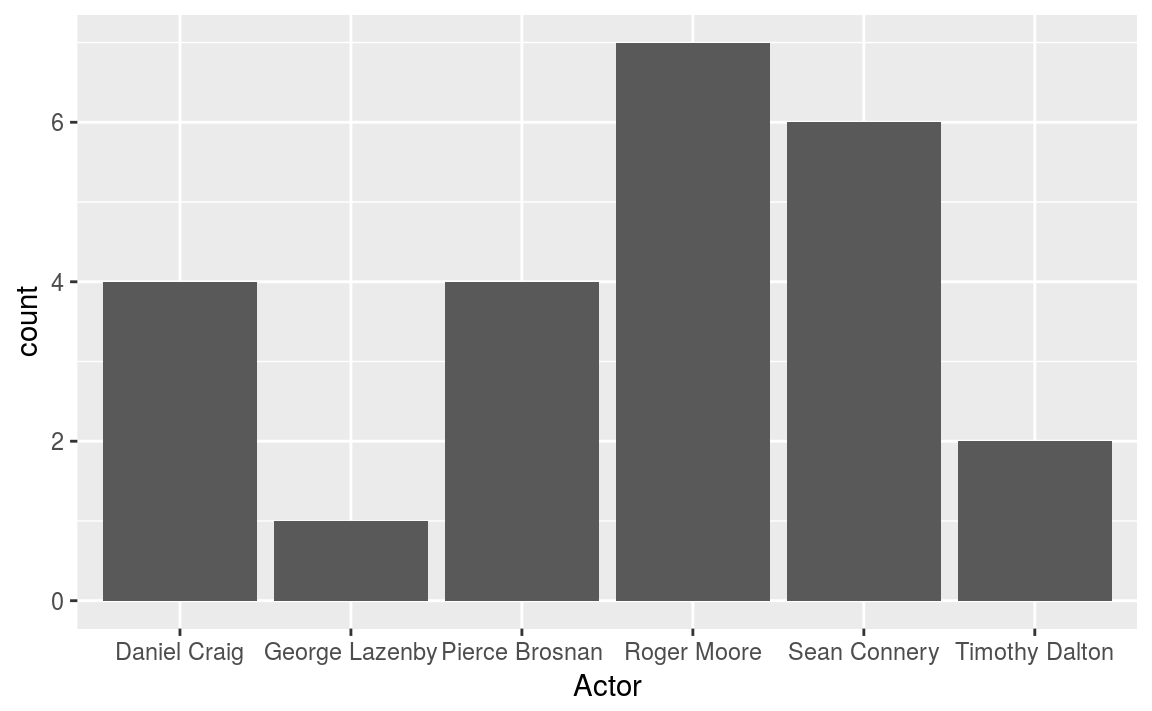 count
6
4
2
0
Daniel Craig George Lazenby Pierce Brosnan Roger Moore Sean Connery Timothy Dalton
Actor